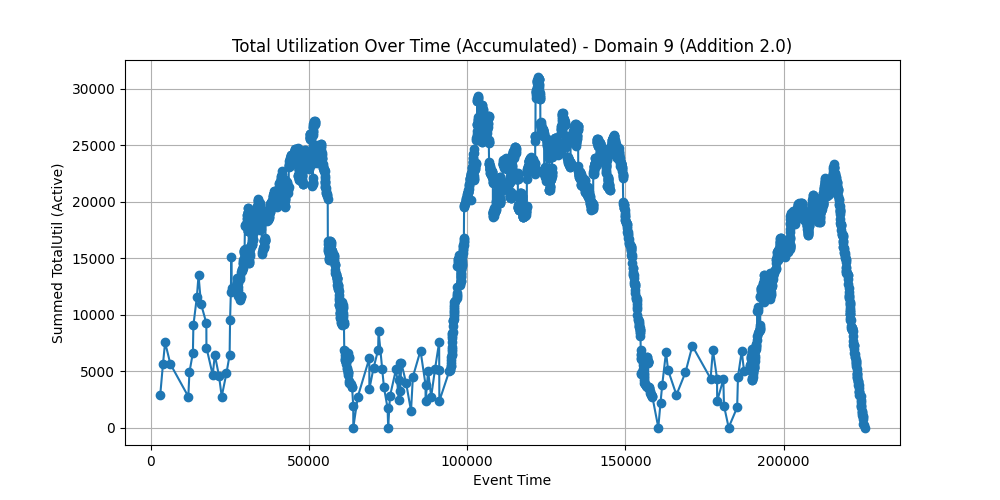 Total Utilization Over Time (Accumulated) - Domain 9 (Addition 2.0)
30000
25000
20000
15000
10000
5000
0
Summed TotalUtil (Active)
0 50000 100000 150000 200000
Event Time